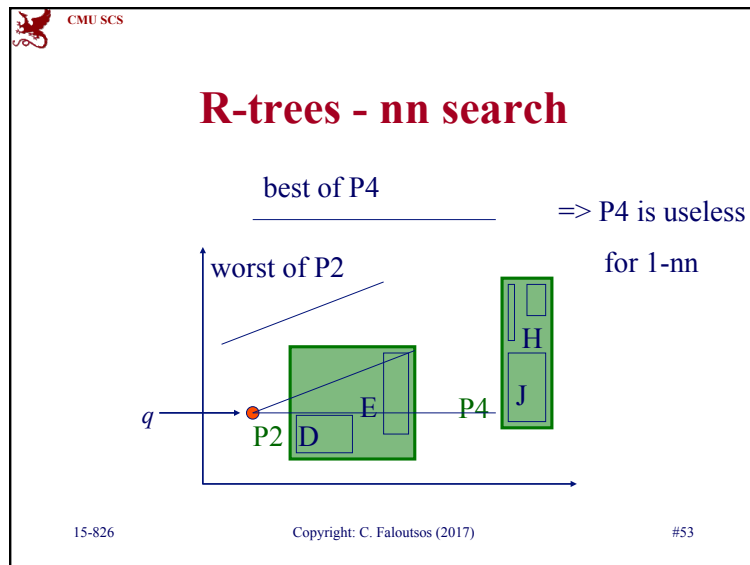 CMU SCS
R-trees - nn search
best of P4
=> P4 is useless
for 1-nn
worst of P2
H
J
E
P4
q
P2
D
15-826
Copyright: C. Faloutsos (2017)
#53